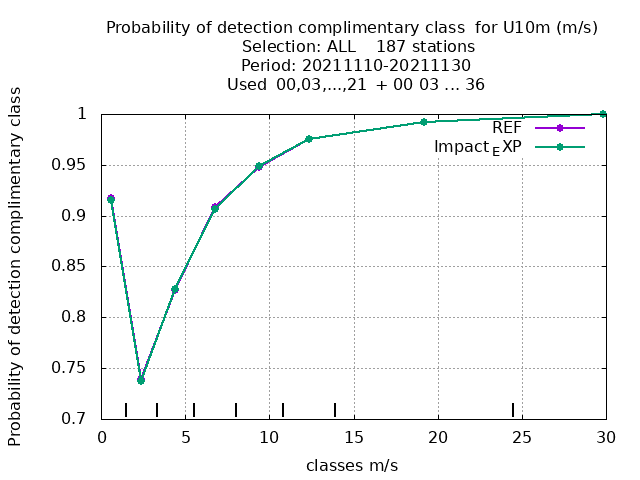 Probability of detection complimentary class  for U10m (m/s)
Selection: ALL    187 stations
Period: 20211110-20211130
Used  00,03,...,21  + 00 03 ... 36
Probability of detection complimentary class
1
0.95
0.9
0.85
0.8
0.75
0.7
REF
Impact_EXP
0 5 10 15 20 25 30
classes m/s